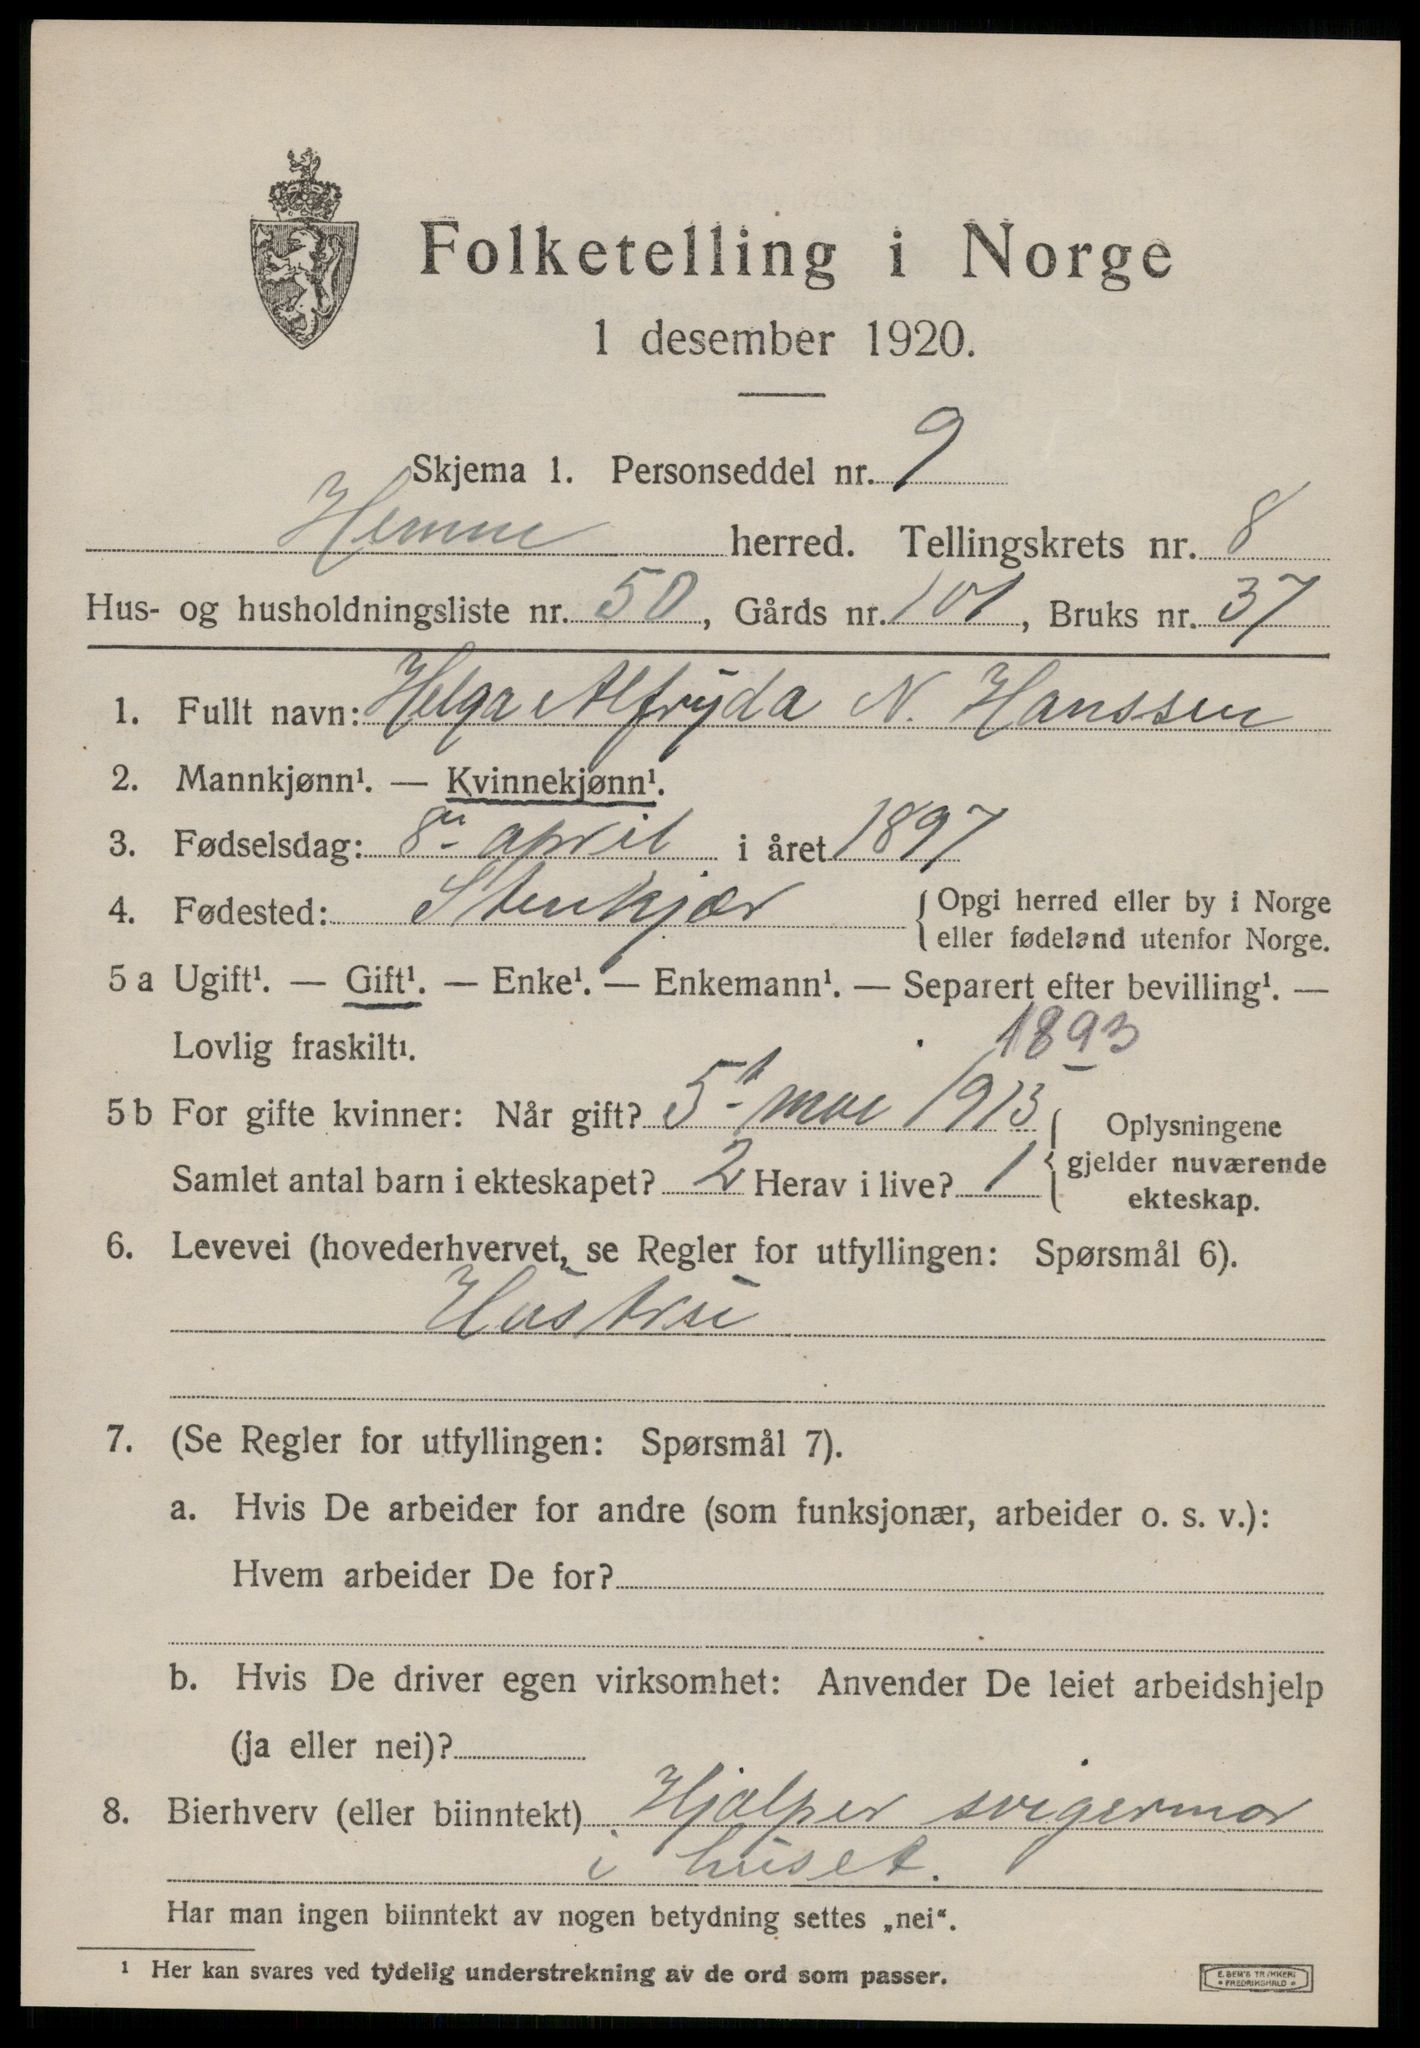 Folketelling i Norge
1 desember 1920.
Skjema 1. Personseddel nr. 9
Hemne herred. Tellingskrets nr. 8
Hus- og husholdningsliste nr. 50, Gårds nr. 101, Bruks nr. 37
1. Fullt navn: Helga Alfryda N. Hanssen
2. Mannkjønn¹. — Kvinnekjønn¹.
3. Fødselsdag: 8de april i året 1897
4. Fødested: Stenkjær { Opgi herred eller by i Norge
eller fødeland utenfor Norge.
5 a Ugift¹. — Gift¹. — Enke¹. — Enkemann¹. — Separert efter bevilling¹. —
Lovlig fraskilt¹.
1893
5 b For gifte kvinner: Når gift? 5t mai 1913 { Oplysningene
Samlet antal barn i ekteskapet? 2 Herav i live? 1 gjelder nuværende
ekteskap.
6. Levevei (hovederhvervet, se Regler for utfyllingen: Spørsmål 6).
Hustru
7. (Se Regler for utfyllingen: Spørsmål 7).
a. Hvis De arbeider for andre (som funksjonær, arbeider o. s. v.):
Hvem arbeider De for?
b. Hvis De driver egen virksomhet: Anvender De leiet arbeidshjelp
(ja eller nei)?
8. Bierhverv (eller biinntekt) Hjælper svigermor
i huset.
Har man ingen biinntekt av nogen betydning settes „nei“.
¹ Her kan svares ved tydelig understrekning av de ord som passer.
E. SEM'S TRYKKERI
FREDRIKSHALD